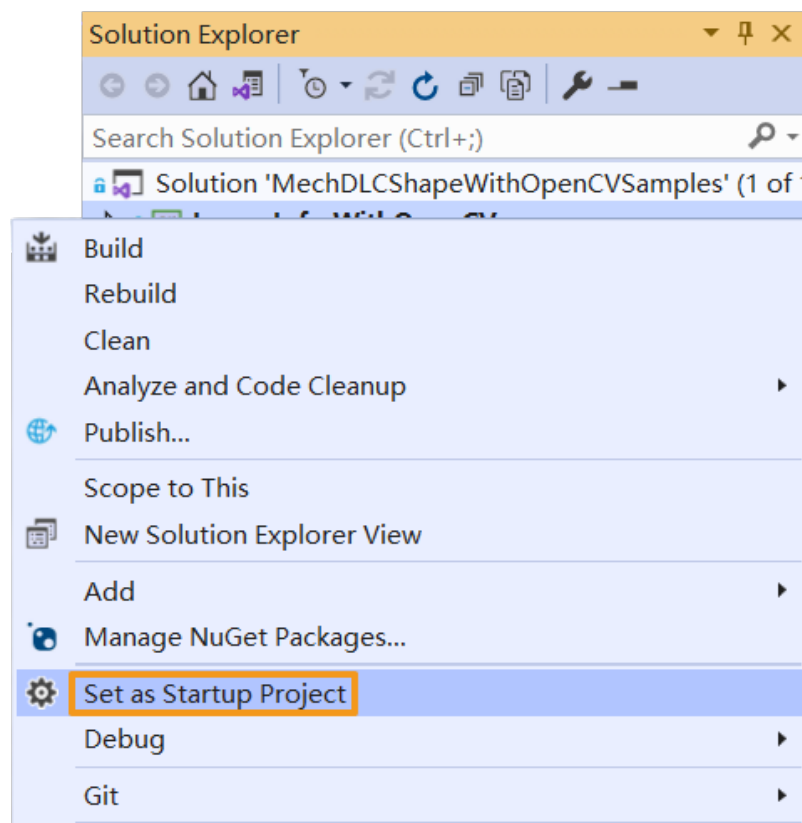 Solution Explorer
Search Solution Explorer (Ctrl+;)
Solution 'MechDLCShapeWithOpenCVSamples' (1 of
Build
Rebuild
Clean
Analyze and Code Cleanup
Publish...
Scope to This
New Solution Explorer View
Add
Manage NuGet Packages...
Set as Startup Project
Debug
Git